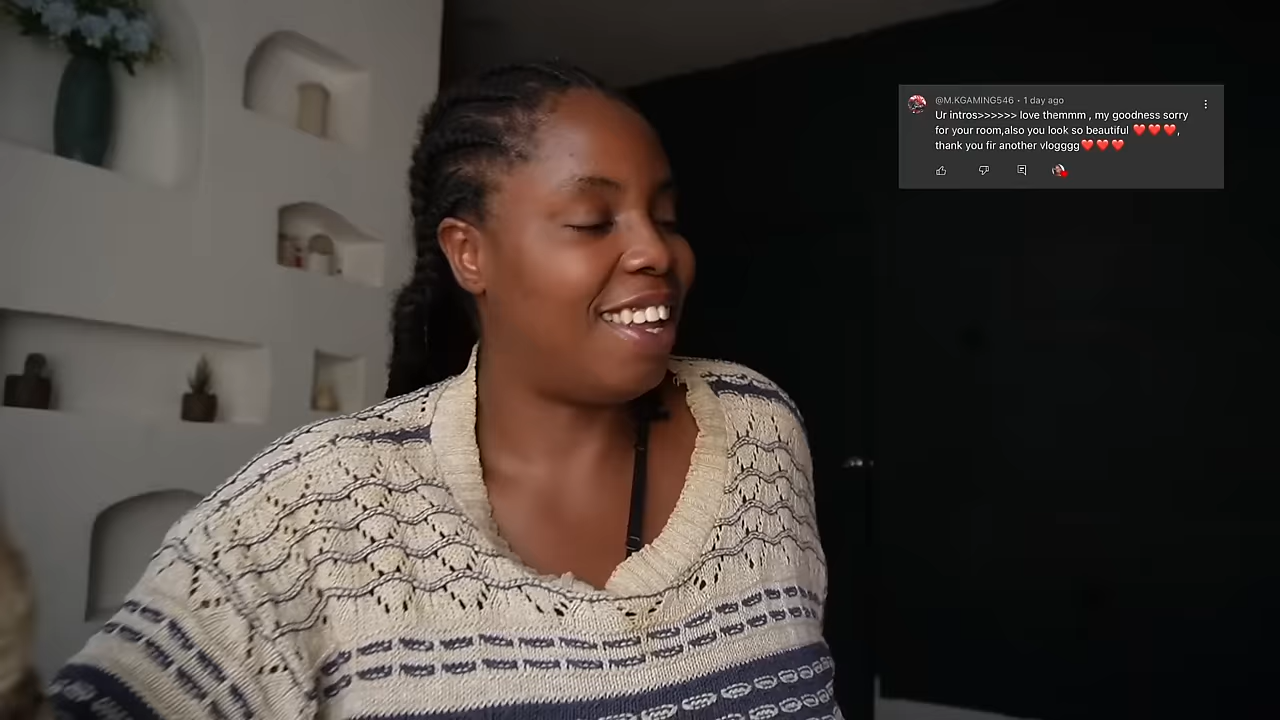 @M.KGAMING546 • 1 day ago
Ur intros>>>>>> love themmm , my goodness sorry
for your room,also you look so beautiful ❤️❤️❤️,
thank you fir another vlogggg❤️❤️❤️